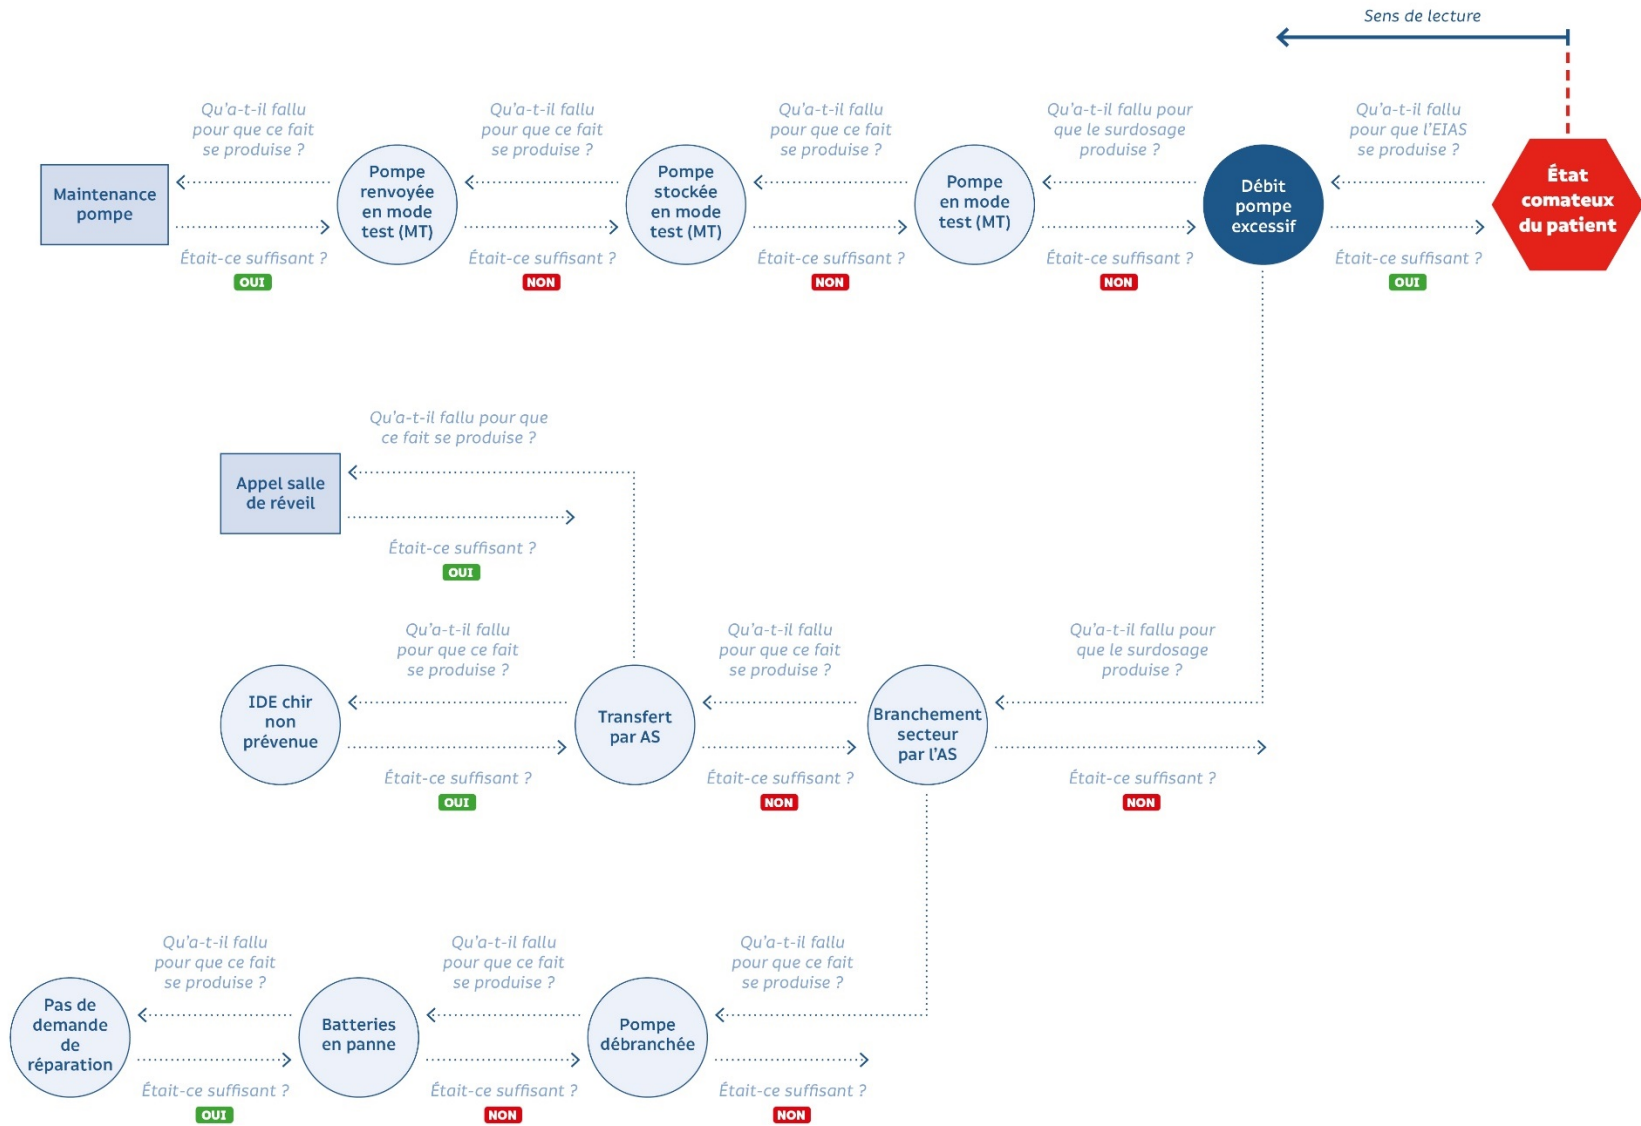 Sens de lecture
Qu'a-t-il fallu
pour que ce fait
se produise ?
Qu'a-t-il fallu
pour que ce fait
se produise ?
Qu'a-t-il fallu
pour que ce fait
se produise ?
Qu'a-t-il fallu pour
que le surdosage
produise ?
Qu'a-t-il fallu
pour que l'EIAS
se produise ?
Maintenance
pompe
Pompe
renvoyée
en mode
test (MT)
Pompe
stockée
en mode
test (MT)
Pompe
en mode
test (MT)
Débit
pompe
excessif
État
comateux
du patient
Était-ce suffisant ?
OUI
Était-ce suffisant ?
NON
Était-ce suffisant ?
NON
Était-ce suffisant ?
NON
Était-ce suffisant ?
OUI
Qu'a-t-il fallu pour que
ce fait se produise ?
Appel salle
de réveil
Était-ce suffisant ?
OUI
Qu'a-t-il fallu
pour que ce fait
se produise ?
Qu'a-t-il fallu
pour que ce fait
se produise ?
Qu'a-t-il fallu pour
que le surdosage
produise ?
IDE chir
non
prévenue
Transfert
par AS
Branchement
secteur
par l'AS
Était-ce suffisant ?
OUI
Était-ce suffisant ?
NON
Était-ce suffisant ?
NON
Qu'a-t-il fallu
pour que ce fait
se produise ?
Qu'a-t-il fallu
pour que ce fait
se produise ?
Qu'a-t-il fallu
pour que ce fait
se produise ?
Pas de
demande
de
réparation
Batteries
en panne
Pompe
débranchée
Était-ce suffisant ?
OUI
Était-ce suffisant ?
NON
Était-ce suffisant ?
NON